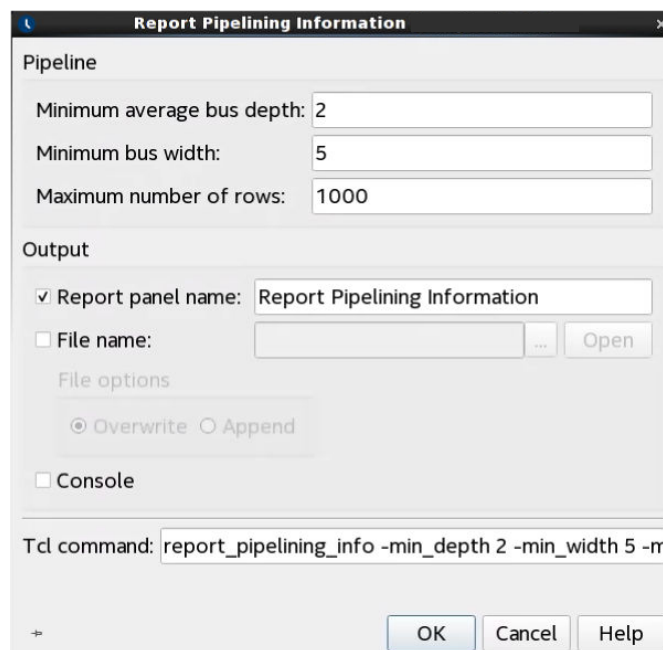 Report Pipelining Information
Pipeline
Minimum average bus depth: 2
Minimum bus width: 5
Maximum number of rows: 1000
Output
Report panel name: Report Pipelining Information
File name: ... Open
File options
Overwrite Append
Console
Tcl command: report_pipelining_info -min_depth 2 -min_width 5 -m
OK Cancel Help